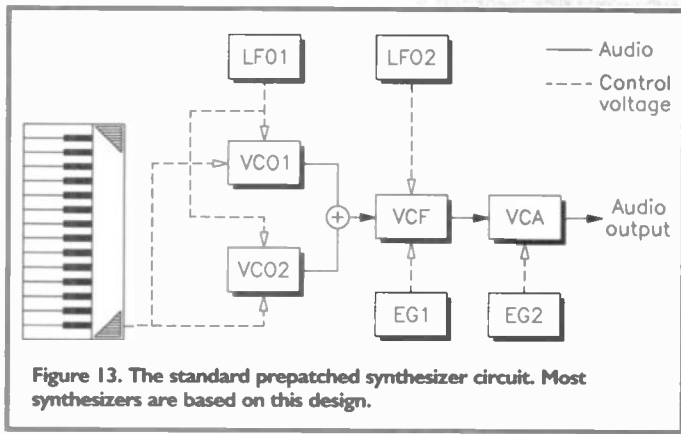 LFO1
LFO2
Audio
Control
voltage
VCO1
VCO2
+
VCF
VCA
Audio
output
EG1
EG2
Figure 13. The standard prepatched synthesizer circuit. Most
synthesizers are based on this design.